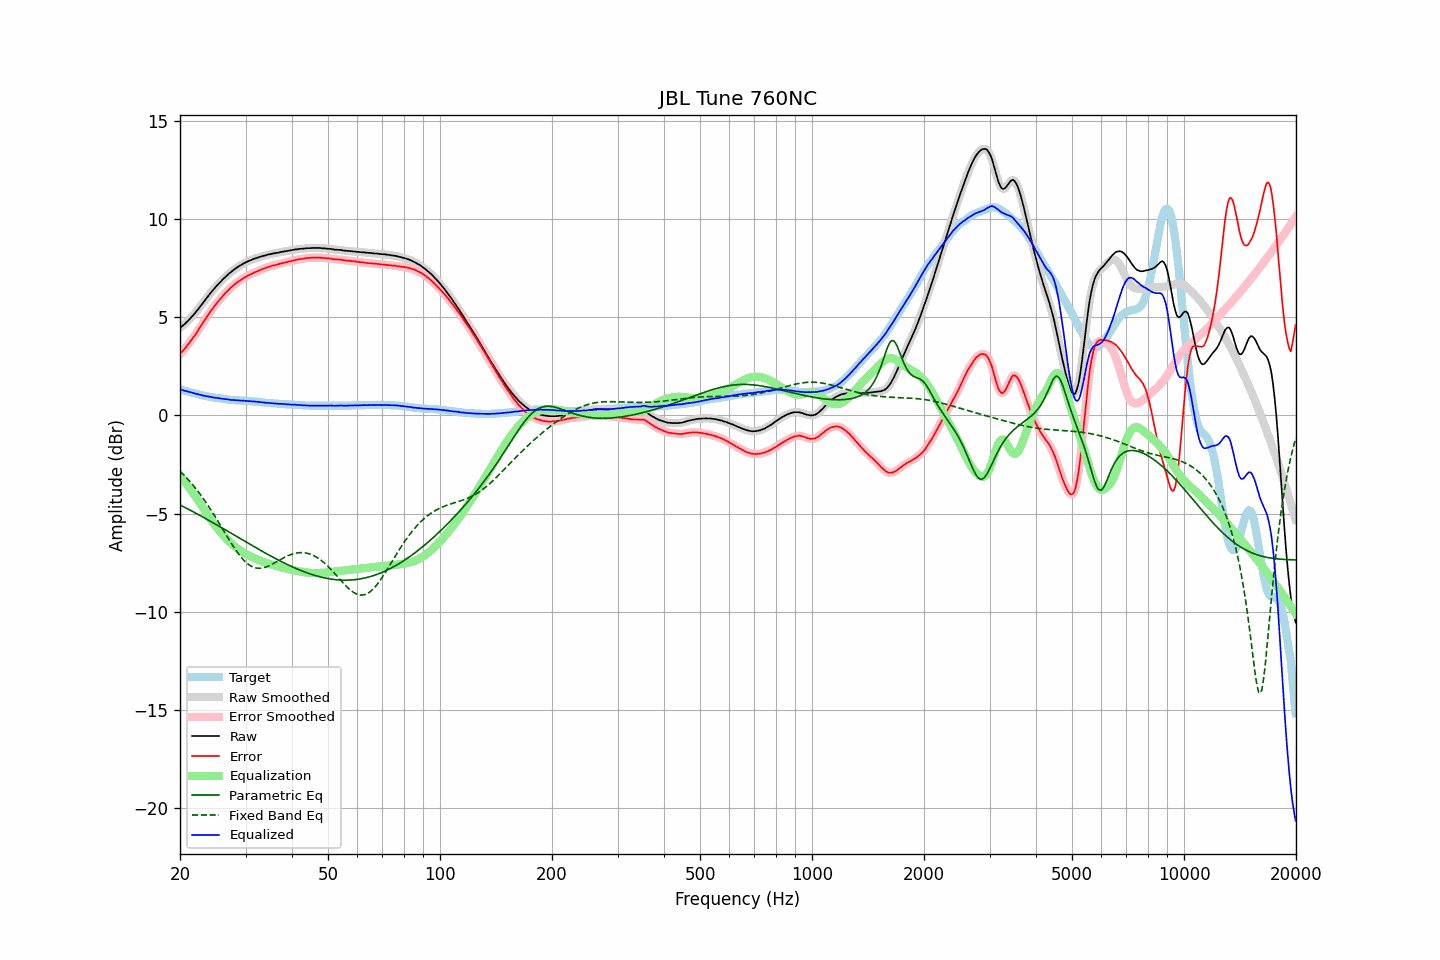 JBL Tune 760NC
15
10
5
0
−5
−10
−15
−20
Amplitude (dBr)
Target
Raw Smoothed
Error Smoothed
Raw
Error
Equalization
Parametric Eq
Fixed Band Eq
Equalized
20 50 100 200 500 1000 2000 5000 10000 20000
Frequency (Hz)